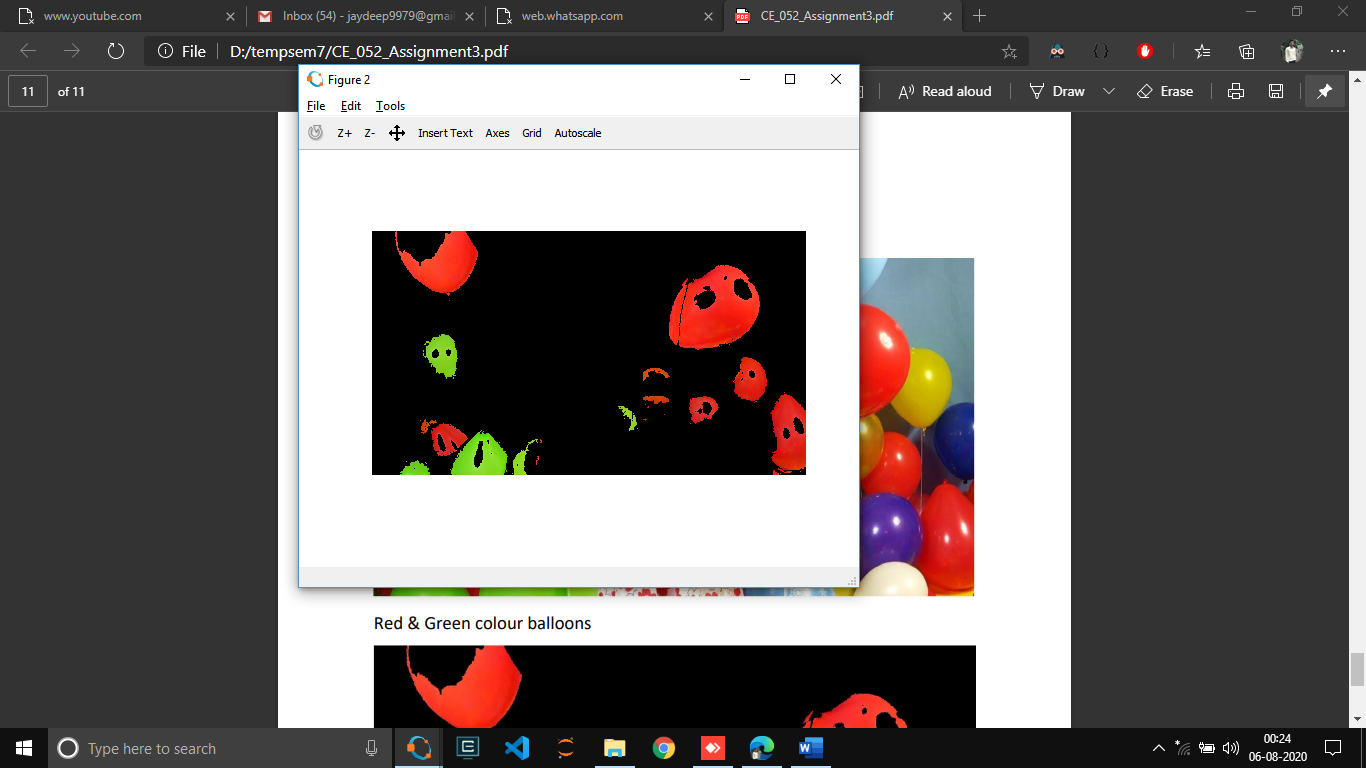 www.youtube.com
Inbox (54) - jaydeep9979@gmai
web.whatsapp.com
PDF
CE_052_Assignment3.pdf
File
D:/tempsem7/CE_052_Assignment3.pdf
11
of 11
Read aloud
Draw
Erase
Figure 2
File Edit Tools
Z+ Z- Insert Text Axes Grid Autoscale
Red & Green colour balloons
Type here to search
00:24
06-08-2020